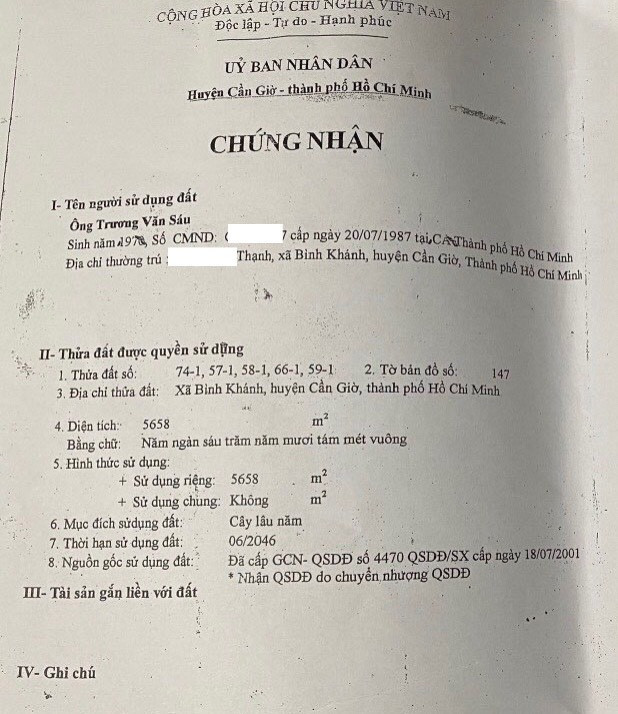 CỘNG HÒA XÃ HỘI CHỦ NGHĨA VIỆT NAM
Độc lập - Tự do - Hạnh phúc
UỶ BAN NHÂN DÂN
Huyện Cần Giờ - thành phố Hồ Chí Minh
CHỨNG NHẬN
I- Tên người sử dụng đất
Ông Trương Văn Sáu
Sinh năm 1970, Số CMND: 7 cấp ngày 20/07/1987 tại CA Thành phố Hồ Chí Minh
Địa chỉ thường trú : Thạnh, xã Bình Khánh, huyện Cần Giờ, Thành phố Hồ Chí Minh
II- Thửa đất được quyền sử dụng
1. Thửa đất số: 74-1, 57-1, 58-1, 66-1, 59-1 2. Tờ bản đồ số: 147
3. Địa chỉ thửa đất: Xã Bình Khánh, huyện Cần Giờ, thành phố Hồ Chí Minh
4. Diện tích: 5658 m²
Bằng chữ: Năm ngàn sáu trăm năm mươi tám mét vuông
5. Hình thức sử dụng:
+ Sử dụng riêng: 5658 m²
+ Sử dụng chung: Không m²
6. Mục đích sửdụng đất: Cây lâu năm
7. Thời hạn sử dụng đất: 06/2046
8. Nguồn gốc sử dụng đất: Đã cấp GCN- QSDĐ số 4470 QSDĐ/SX cấp ngày 18/07/2001
* Nhận QSDĐ do chuyển nhượng QSDĐ
III- Tài sản gắn liền với đất
IV- Ghi chú